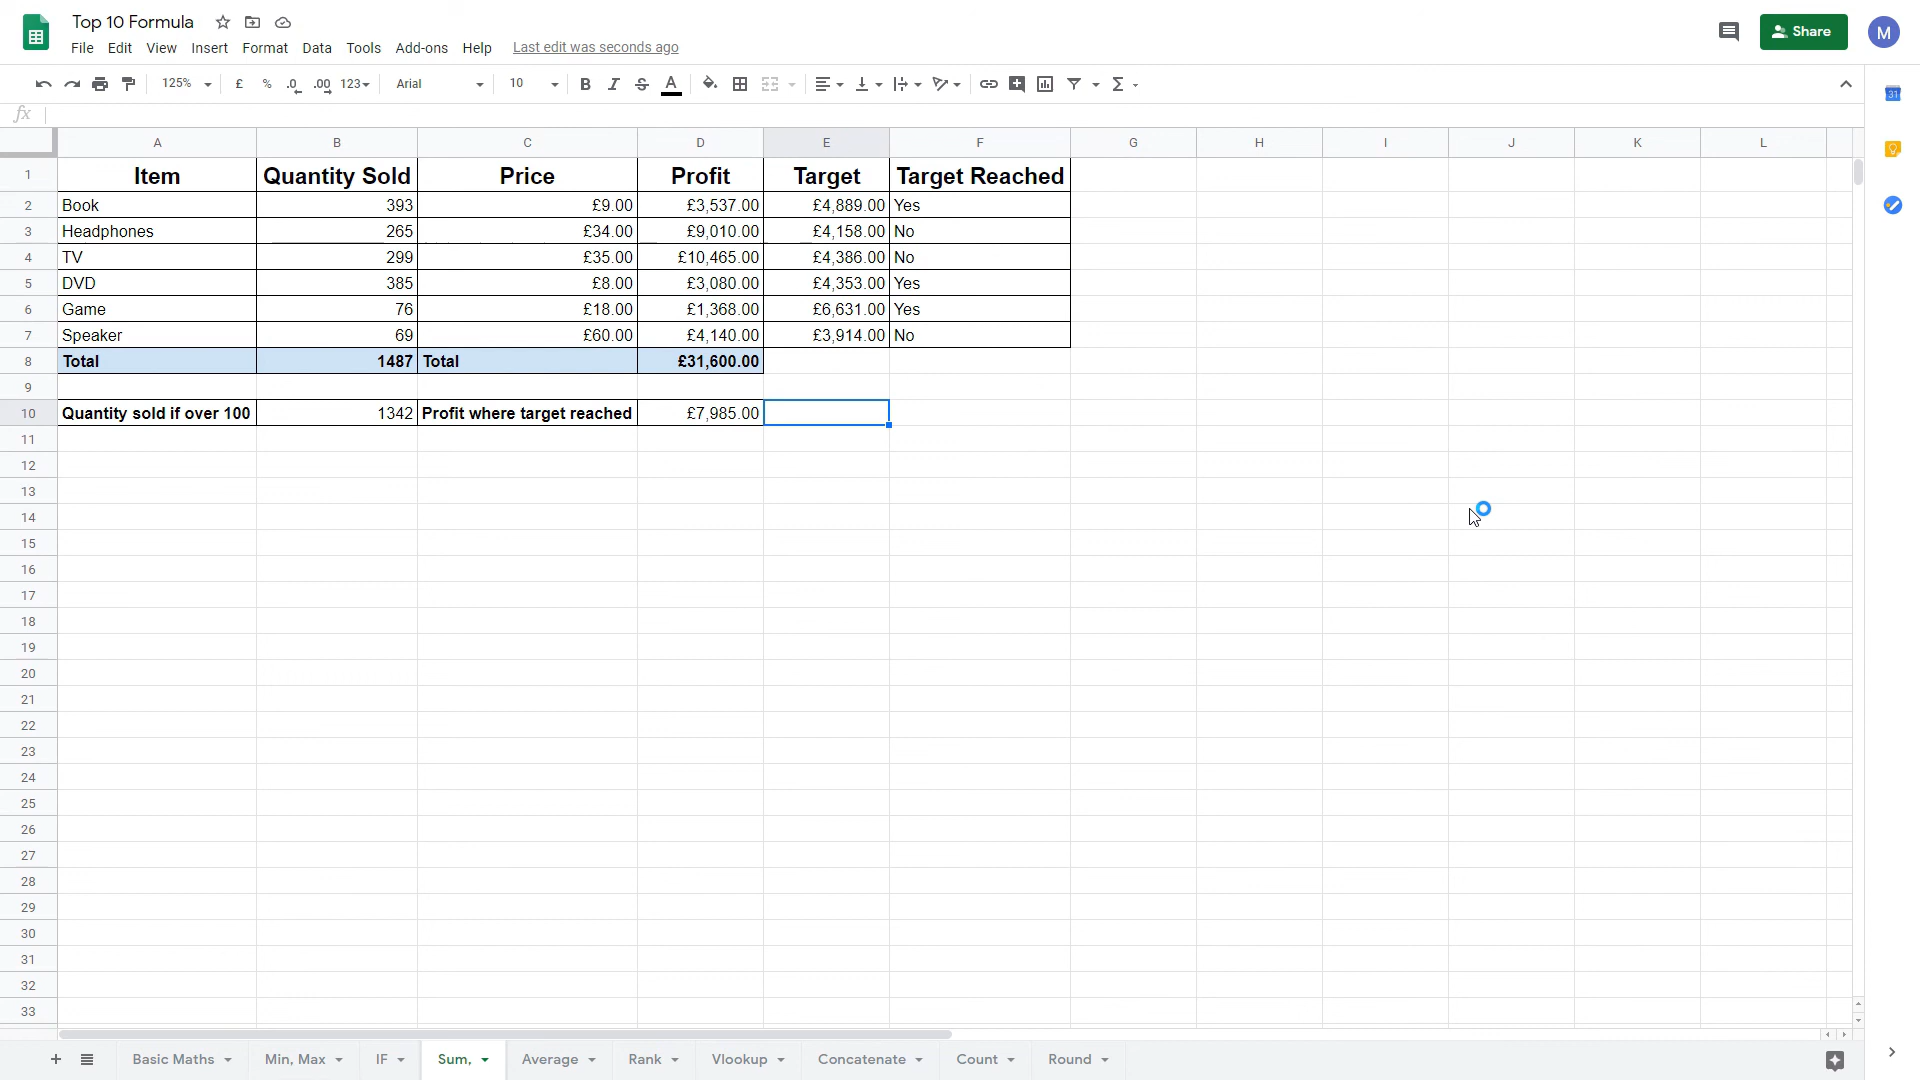 Top 10 Formula
File Edit View Insert Format Data Tools Add-ons Help Last edit was seconds ago
Share
M
125% £ % .0 .00 123 Arial 10 B I S A Σ
31
fx
A B C D E F G H I J K L
1 Item Quantity Sold Price Profit Target Target Reached
2 Book 393 £9.00 £3,537.00 £4,889.00 Yes
3 Headphones 265 £34.00 £9,010.00 £4,158.00 No
4 TV 299 £35.00 £10,465.00 £4,386.00 No
5 DVD 385 £8.00 £3,080.00 £4,353.00 Yes
6 Game 76 £18.00 £1,368.00 £6,631.00 Yes
7 Speaker 69 £60.00 £4,140.00 £3,914.00 No
8 Total 1487 Total £31,600.00
9
10 Quantity sold if over 100 1342 Profit where target reached £7,985.00
11
12
13
14
15
16
17
18
19
20
21
22
23
24
25
26
27
28
29
30
31
32
33
+ Basic Maths Min, Max IF Sum, Average Rank Vlookup Concatenate Count Round